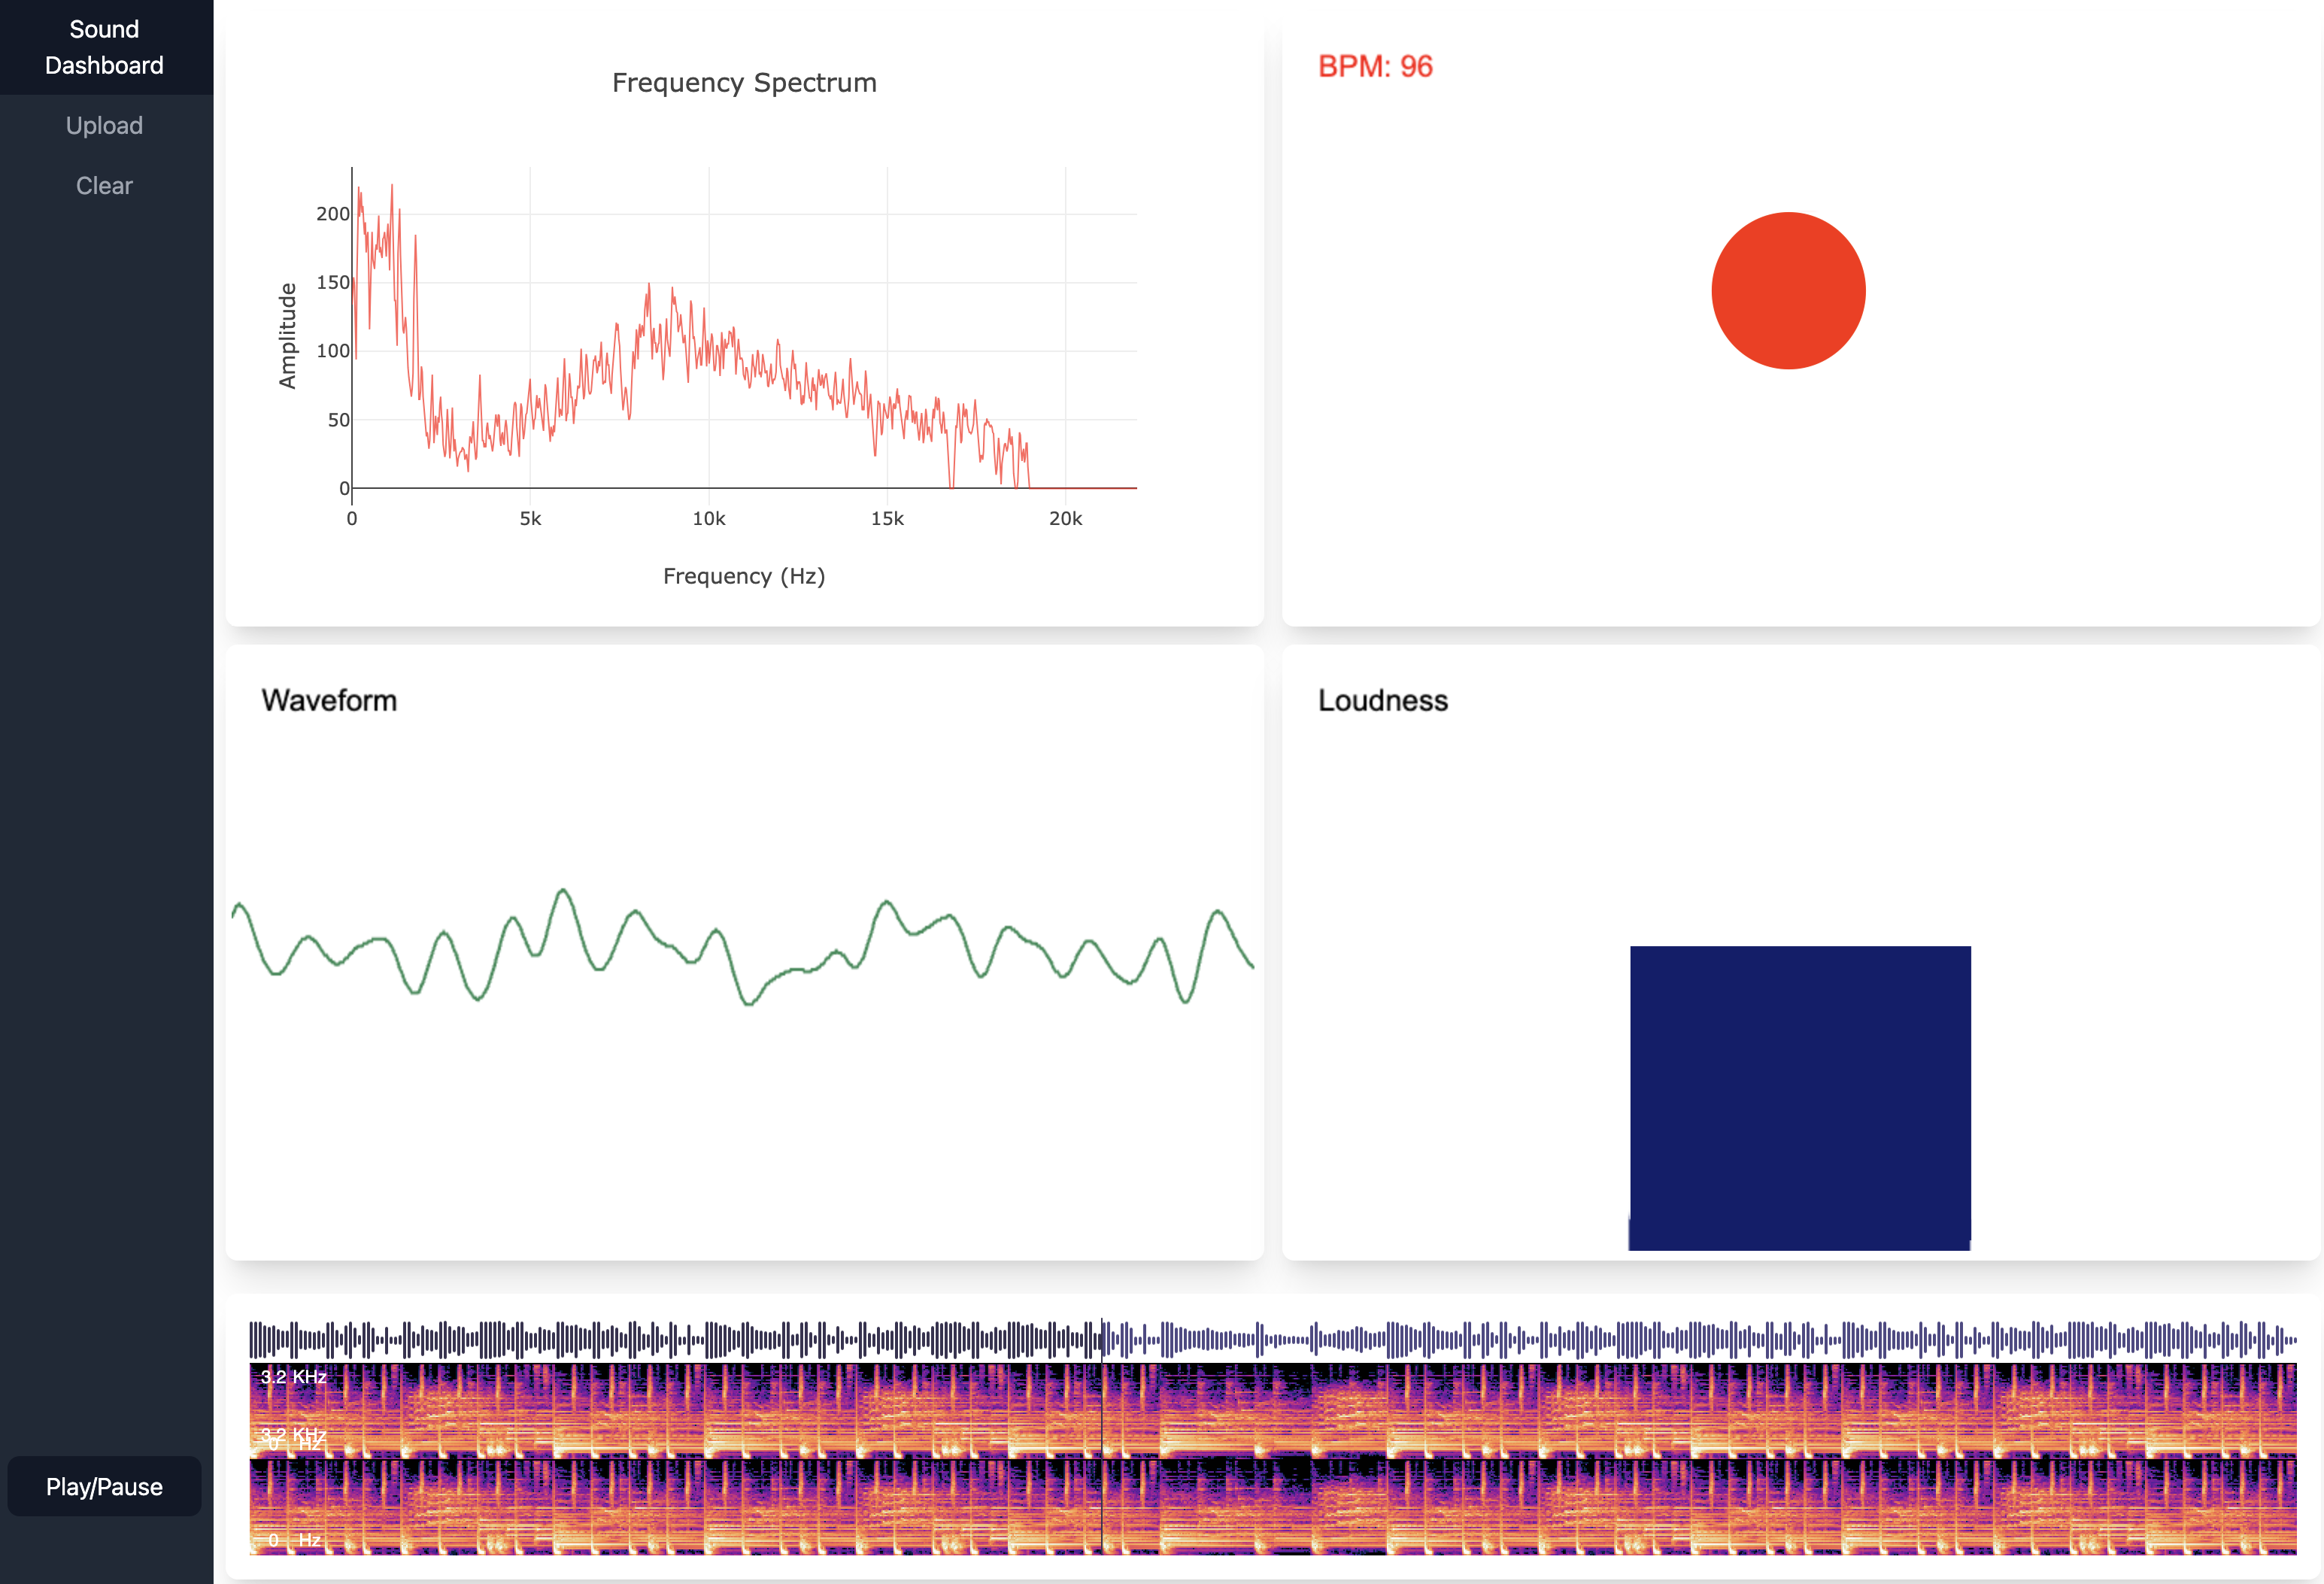 Sound
Dashboard
Upload
Clear
Play/Pause
Frequency Spectrum
Amplitude
200
150
100
50
0
0 5k 10k 15k 20k
Frequency (Hz)
BPM: 96
Waveform
Loudness
3.2 KHz
3.2 KHz
0 Hz
0 Hz